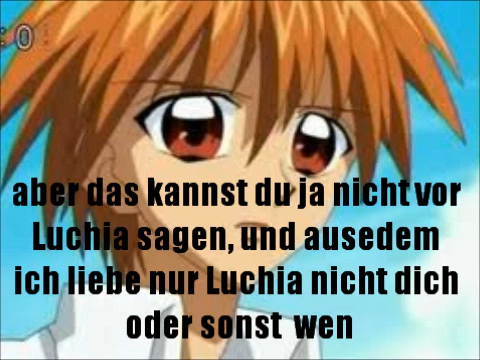 aber das kannst du ja nicht vor
Luchia sagen, und ausedem
ich liebe nur Luchia nicht dich
oder sonst wen